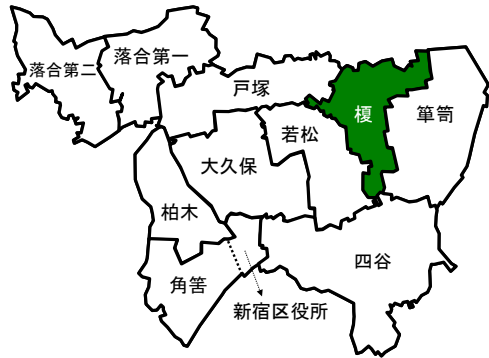 落合第二
落合第一
戸塚
榎
箪笥
若松
大久保
柏木
角筈
四谷
新宿区役所